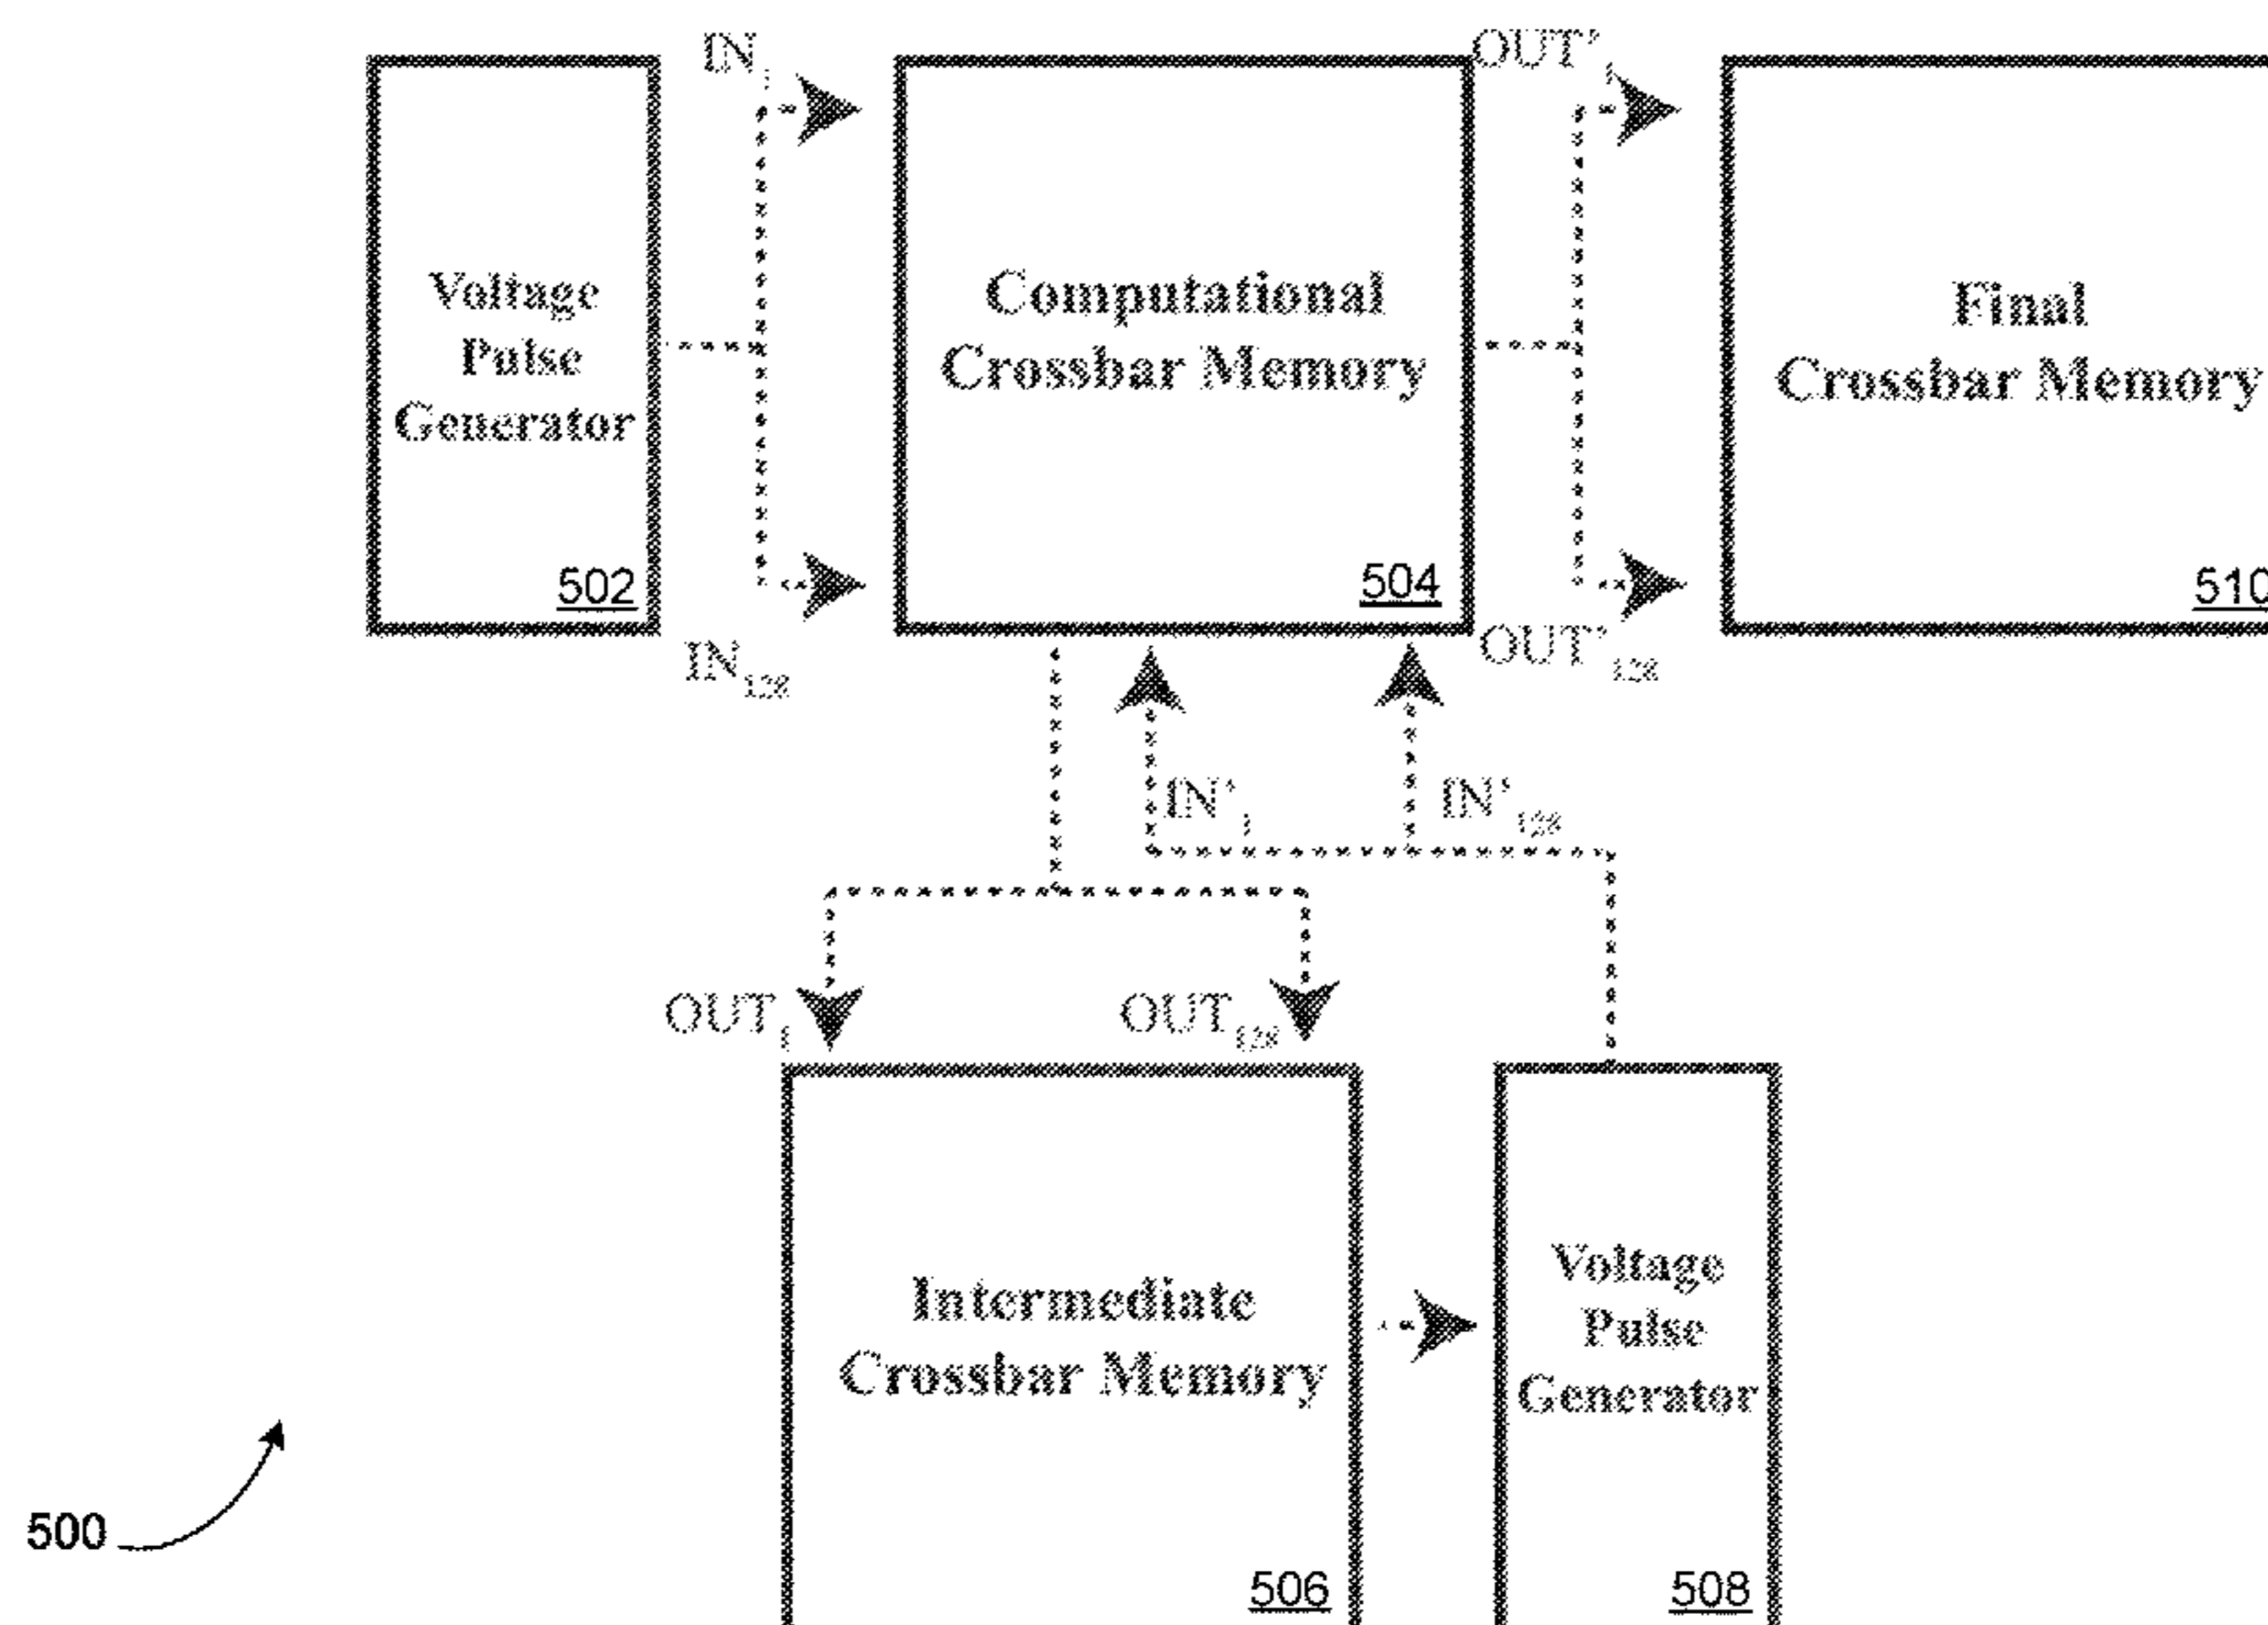 IN1
OUT'1
Voltage
Pulse
Generator
502
Computational
Crossbar Memory
504
Final
Crossbar Memory
510
IN128
OUT'128
IN'1
IN'128
OUT1
OUT128
Intermediate
Crossbar Memory
506
Voltage
Pulse
Generator
508
500